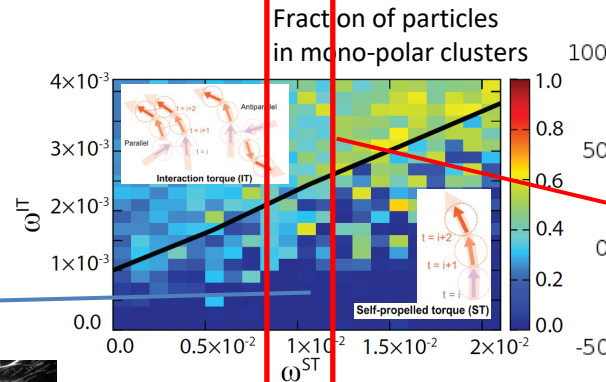 Fraction of particles
in mono-polar clusters
100
50
0
-50
4×10⁻³
3×10⁻³
2×10⁻³
1×10⁻³
0.0
ω^IT
t = i+2
t = i+1
t = i
Parallel
Antiparallel
Interaction torque (IT)
t = i+2
t = i+1
t = i
Self-propelled torque (ST)
1.0
0.8
0.6
0.4
0.2
0.0
0.0 0.5×10⁻² 1×10⁻² 1.5×10⁻² 2×10⁻²
ω^ST